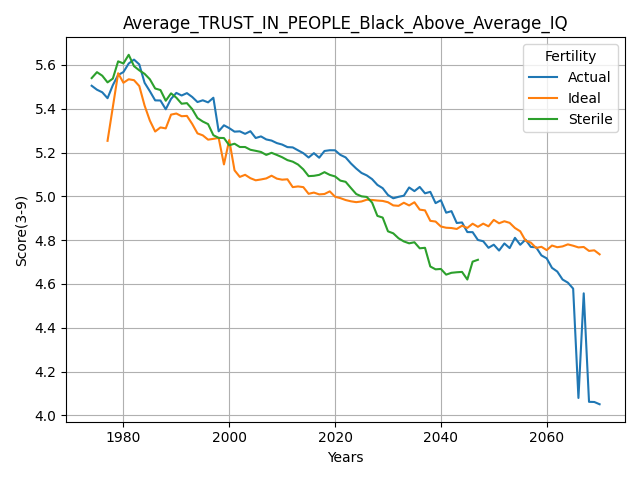 Average_TRUST_IN_PEOPLE_Black_Above_Average_IQ
Fertility
Actual
Ideal
Sterile
Score(3-9)
5.6
5.4
5.2
5.0
4.8
4.6
4.4
4.2
4.0
1980
2000
2020
2040
2060
Years